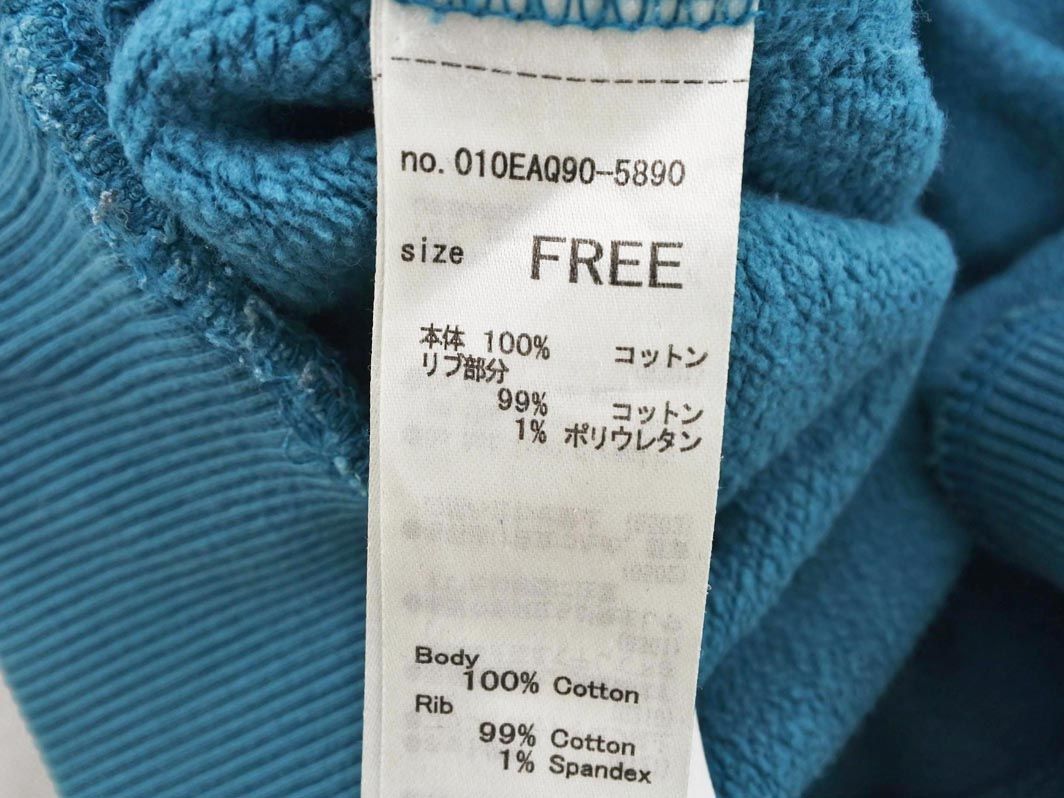 no. 010EAQ90-5890
size FREE
本体 100% コットン
リブ部分
99% コットン
1% ポリウレタン
Body
100% Cotton
Rib
99% Cotton
1% Spandex